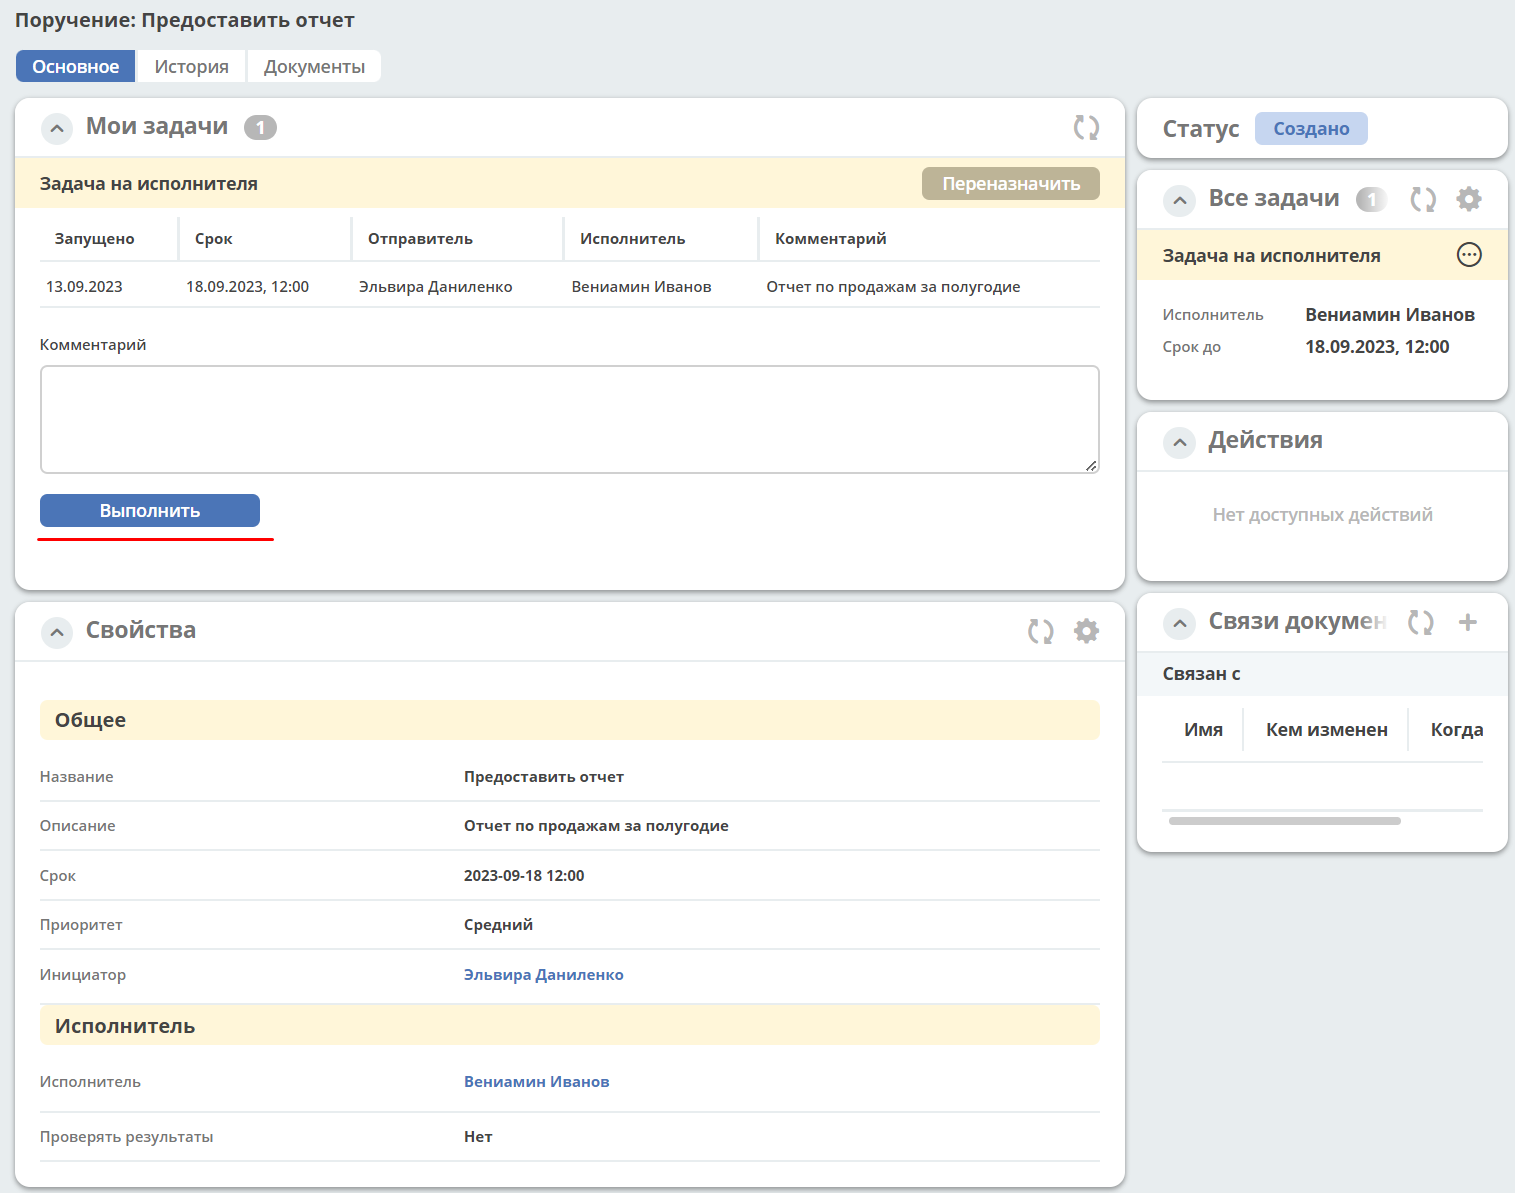 Поручение: Предоставить отчет
Основное История Документы
Мои задачи 1
Задача на исполнителя Переназначить
Запущено Срок Отправитель Исполнитель Комментарий
13.09.2023 18.09.2023, 12:00 Эльвира Даниленко Вениамин Иванов Отчет по продажам за полугодие
Комментарий
Выполнить
Свойства
Общее
Название Предоставить отчет
Описание Отчет по продажам за полугодие
Срок 2023-09-18 12:00
Приоритет Средний
Инициатор Эльвира Даниленко
Исполнитель
Исполнитель Вениамин Иванов
Проверять результаты Нет
Статус Создано
Все задачи 1
Задача на исполнителя
Исполнитель Вениамин Иванов
Срок до 18.09.2023, 12:00
Действия
Нет доступных действий
Связи докумен
Связан с
Имя Кем изменен Когда